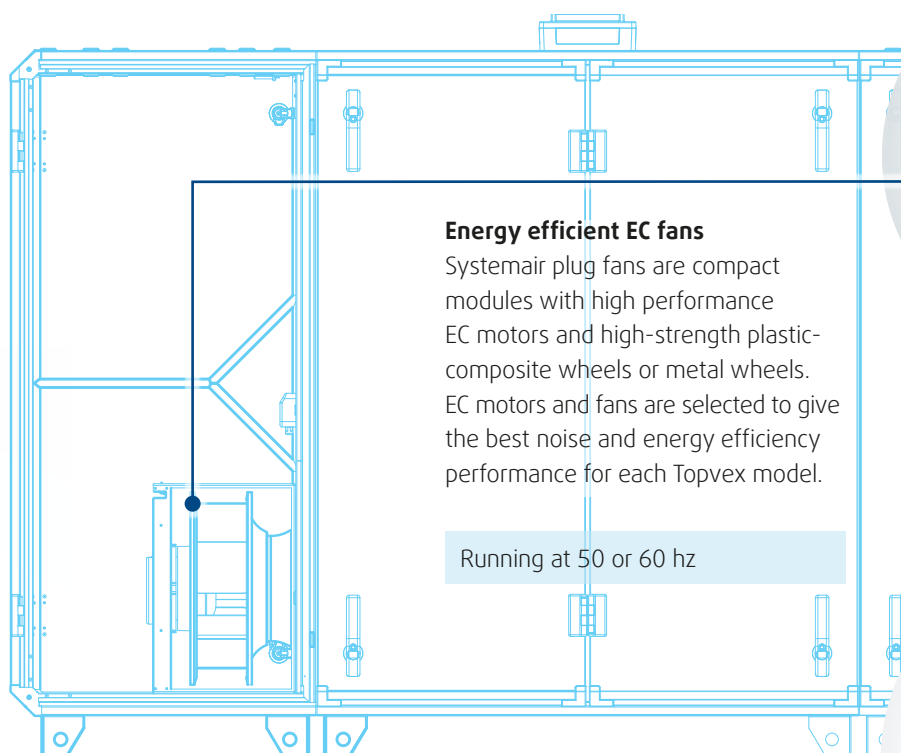 Energy efficient EC fans
Systemair plug fans are compact
modules with high performance
EC motors and high-strength plastic-
composite wheels or metal wheels.
EC motors and fans are selected to give
the best noise and energy efficiency
performance for each Topvex model.
Running at 50 or 60 hz